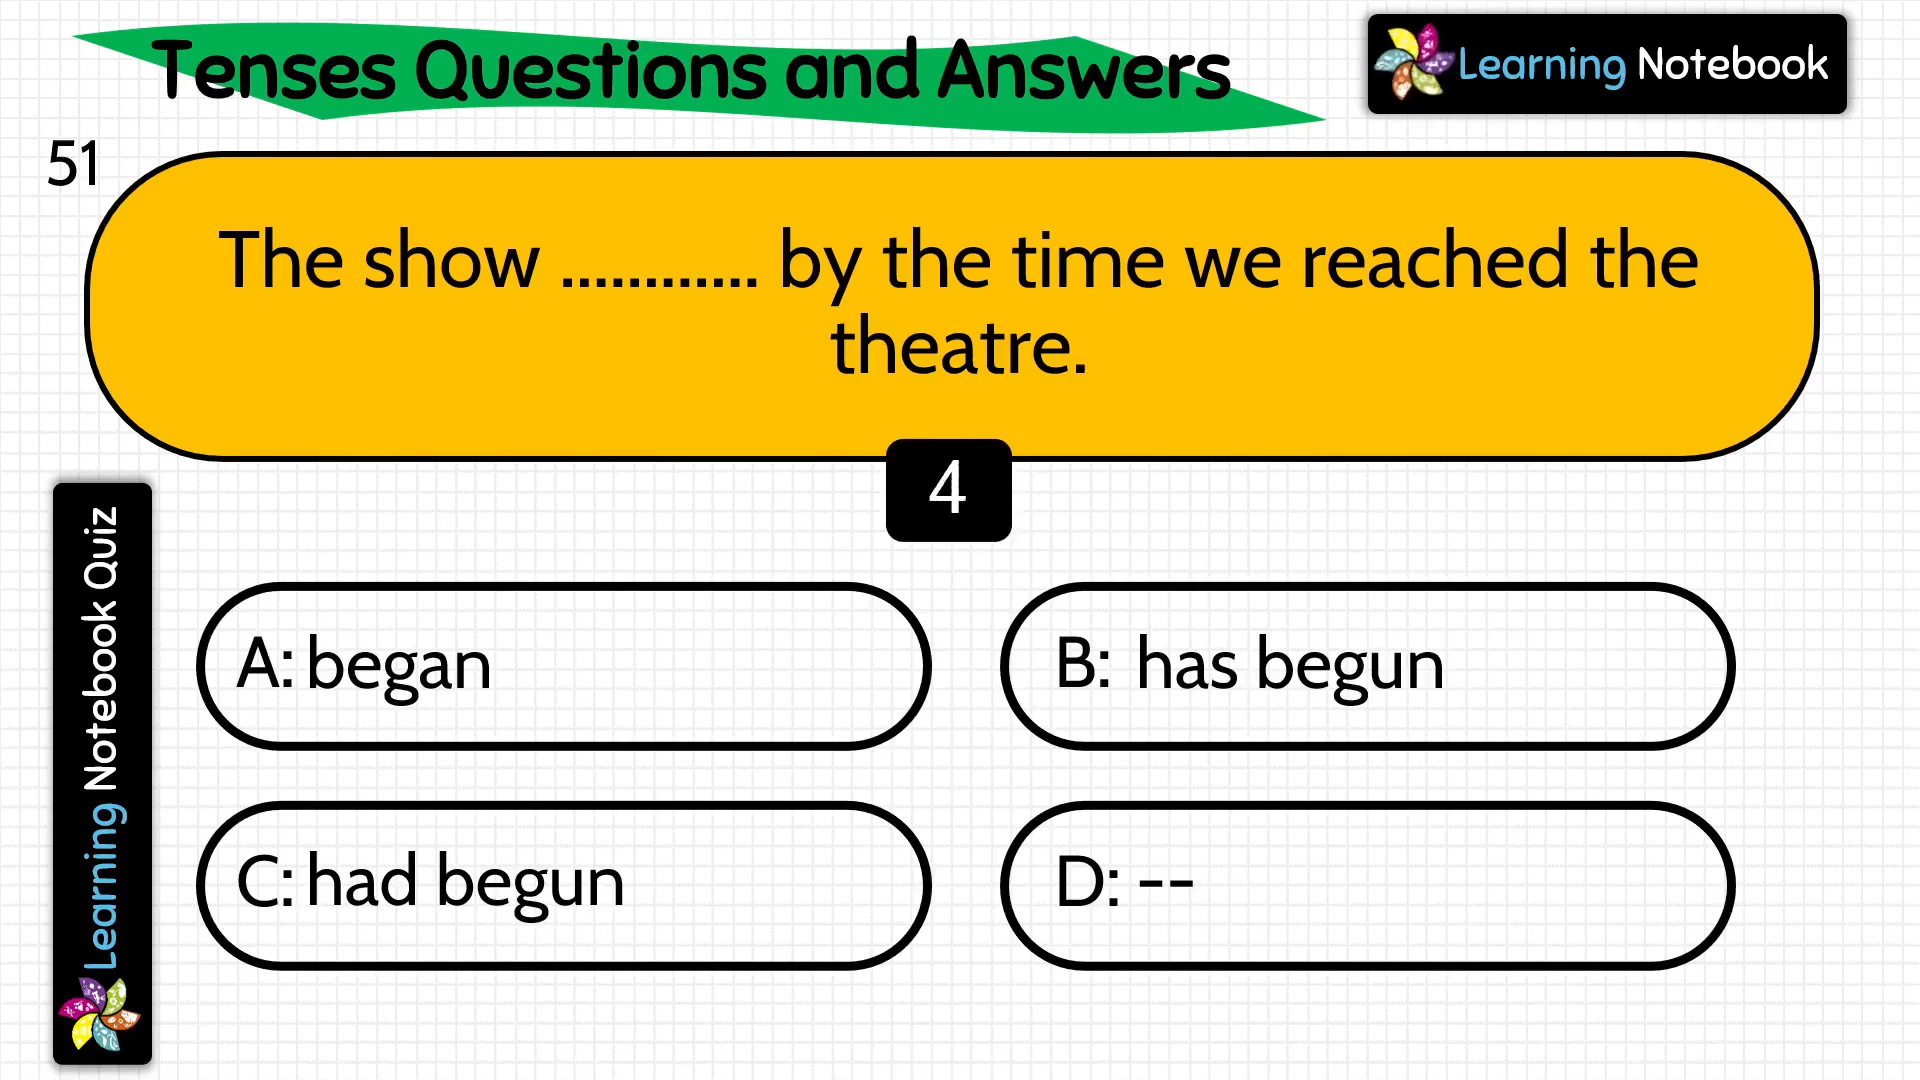 Tenses Questions and Answers
Learning Notebook
51
The show ............ by the time we reached the
theatre.
4
A: began
B: has begun
C: had begun
D: --
Learning Notebook Quiz